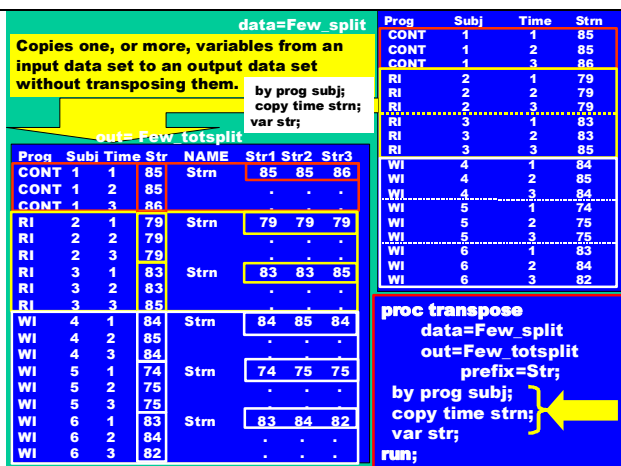 data=Few_split
Copies one, or more, variables from an
input data set to an output data set
without transposing them.
by prog subj;
copy time strn;
var str;
out= Few_totsplit
Prog Subj Time Str NAME Str1 Str2 Str3
CONT 1 1 85 Strn 85 85 86
CONT 1 2 85 . . .
CONT 1 3 86 . . .
RI 2 1 79 Strn 79 79 79
RI 2 2 79 . . .
RI 2 3 79 . . .
RI 3 1 83 Strn 83 83 85
RI 3 2 83 . . .
RI 3 3 85 . . .
WI 4 1 84 Strn 84 85 84
WI 4 2 85 . . .
WI 4 3 84 . . .
WI 5 1 74 Strn 74 75 75
WI 5 2 75 . . .
WI 5 3 75 . . .
WI 6 1 83 Strn 83 84 82
WI 6 2 84 . . .
WI 6 3 82 . . .
Prog Subj Time Strn
CONT 1 1 85
CONT 1 2 85
CONT 1 3 86
RI 2 1 79
RI 2 2 79
RI 2 3 79
RI 3 1 83
RI 3 2 83
RI 3 3 85
WI 4 1 84
WI 4 2 85
WI 4 3 84
WI 5 1 74
WI 5 2 75
WI 5 3 75
WI 6 1 83
WI 6 2 84
WI 6 3 82
proc transpose
data=Few_split
out=Few_totsplit
prefix=Str;
by prog subj;
copy time strn;
var str;
run;